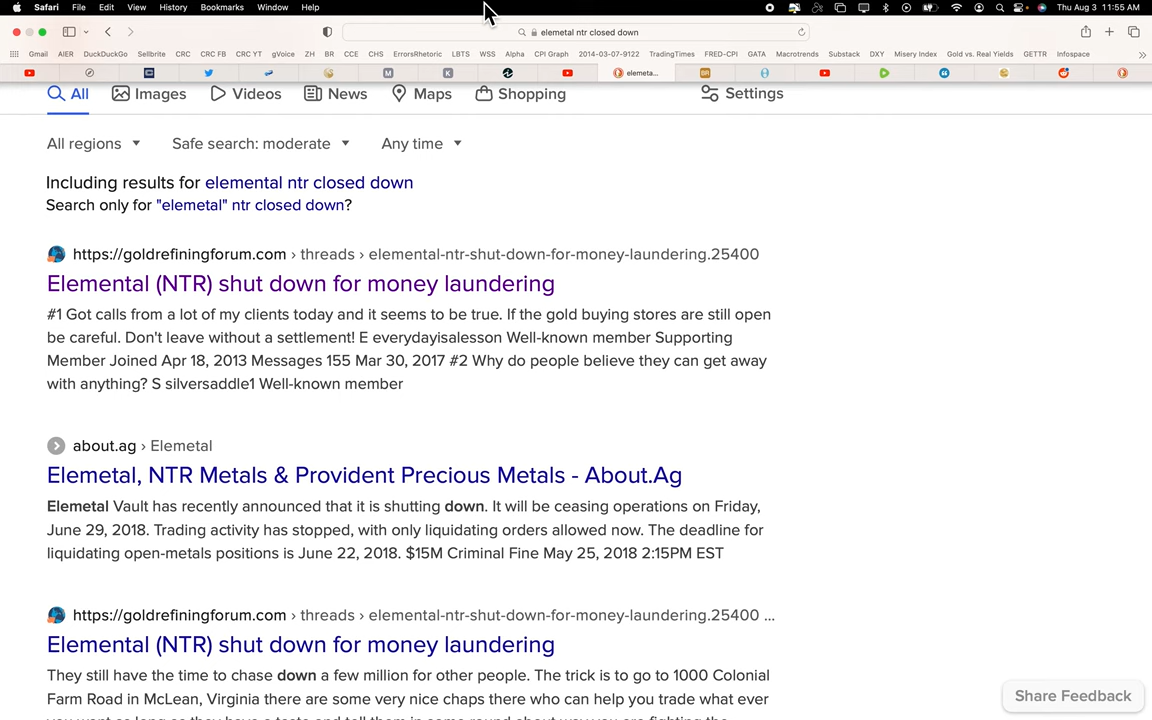 Safari File Edit View History Bookmarks Window Help Thu Aug 3 11:55 AM
elemetal ntr closed down
Gmail AIER DuckDuckGo Sellbrite CRC CRC FB CRC YT gVoice ZH BR CCE CHS ErrorsRhetoric LBTS WSS Alpha CPI Graph 2014-03-07-9122 TradingTimes FRED-CPI GATA Macrotrends Substack DXY Misery Index Gold vs. Real Yields GETTR Infospace
elemeta...
All Images Videos News Maps Shopping Settings
All regions Safe search: moderate Any time
Including results for elemental ntr closed down
Search only for "elemetal" ntr closed down?
https://goldrefiningforum.com › threads › elemental-ntr-shut-down-for-money-laundering.25400
Elemental (NTR) shut down for money laundering
#1 Got calls from a lot of my clients today and it seems to be true. If the gold buying stores are still open
be careful. Don't leave without a settlement! E everydayisalesson Well-known member Supporting
Member Joined Apr 18, 2013 Messages 155 Mar 30, 2017 #2 Why do people believe they can get away
with anything? S silversaddle1 Well-known member
about.ag › Elemetal
Elemetal, NTR Metals & Provident Precious Metals - About.Ag
Elemetal Vault has recently announced that it is shutting down. It will be ceasing operations on Friday,
June 29, 2018. Trading activity has stopped, with only liquidating orders allowed now. The deadline for
liquidating open-metals positions is June 22, 2018. $15M Criminal Fine May 25, 2018 2:15PM EST
https://goldrefiningforum.com › threads › elemental-ntr-shut-down-for-money-laundering.25400 ...
Elemental (NTR) shut down for money laundering
They still have the time to chase down a few million for other people. The trick is to go to 1000 Colonial
Farm Road in McLean, Virginia there are some very nice chaps there who can help you trade what ever
Share Feedback